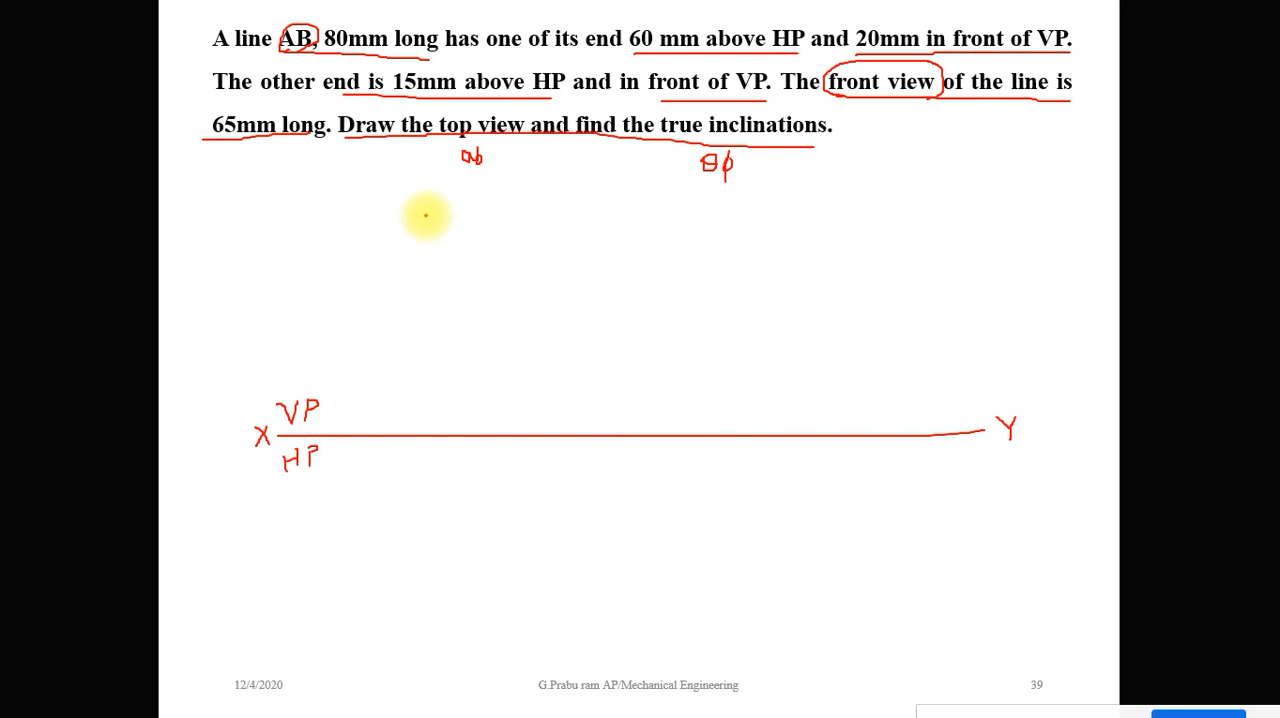 A line AB, 80mm long has one of its end 60 mm above HP and 20mm in front of VP.
The other end is 15mm above HP and in front of VP. The front view of the line is
65mm long. Draw the top view and find the true inclinations.
ab θ ϕ
VP
X Y
HP
12/4/2020 G.Prabu ram AP/Mechanical Engineering 39